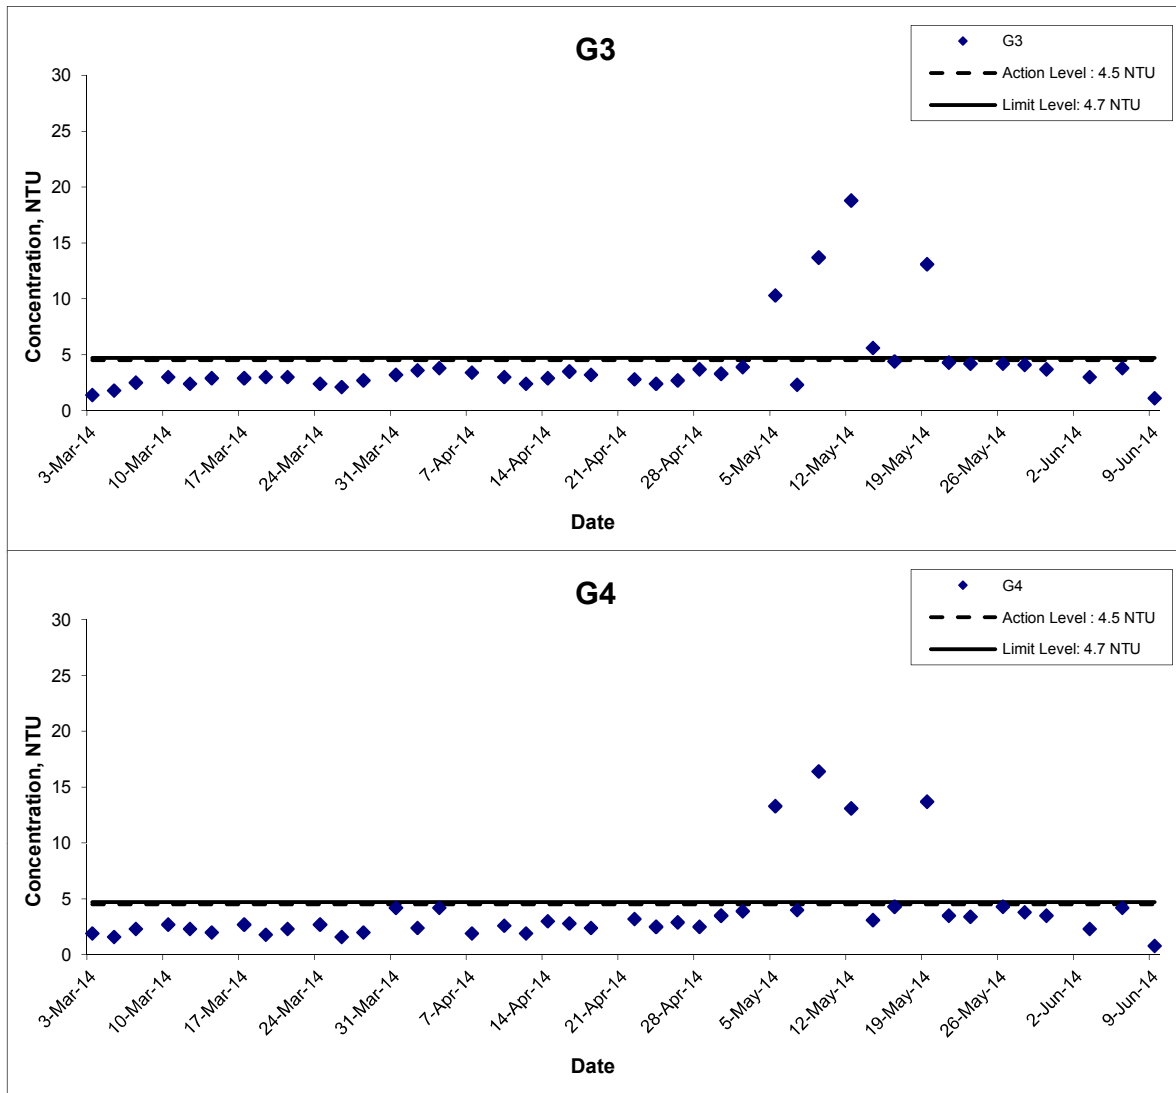 G3
G3
Action Level : 4.5 NTU
Limit Level: 4.7 NTU
Concentration, NTU
30
25
20
15
10
5
0
3-Mar-14
10-Mar-14
17-Mar-14
24-Mar-14
31-Mar-14
7-Apr-14
14-Apr-14
21-Apr-14
28-Apr-14
5-May-14
12-May-14
19-May-14
26-May-14
2-Jun-14
9-Jun-14
Date
G4
G4
Action Level : 4.5 NTU
Limit Level: 4.7 NTU
Concentration, NTU
30
25
20
15
10
5
0
3-Mar-14
10-Mar-14
17-Mar-14
24-Mar-14
31-Mar-14
7-Apr-14
14-Apr-14
21-Apr-14
28-Apr-14
5-May-14
12-May-14
19-May-14
26-May-14
2-Jun-14
9-Jun-14
Date